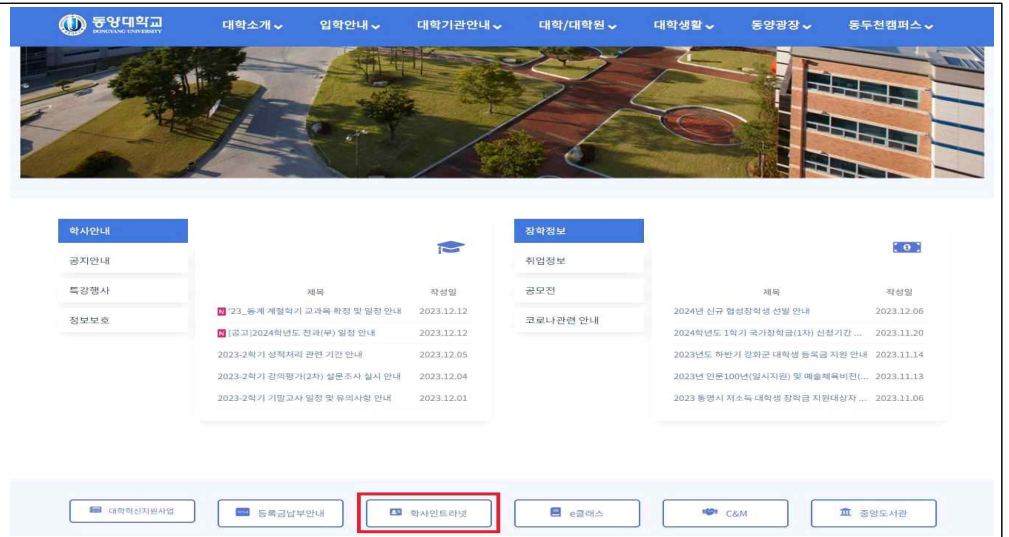 동양대학교
DONGYANG UNIVERSITY
대학소개 입학안내 대학기관안내 대학/대학원 대학생활 동양광장 동두천캠퍼스
학사안내
공지안내
특강행사
정보보호
제목 작성일
N '23_동계 계절학기 교과목 확정 및 일정 안내 2023.12.12
N [공고]2024학년도 전과(부) 일정 안내 2023.12.12
2023-2학기 성적처리 관련 기간 안내 2023.12.05
2023-2학기 강의평가(2차) 설문조사 실시 안내 2023.12.04
2023-2학기 기말고사 일정 및 유의사항 안내 2023.12.01
장학정보
취업정보
공모전
코로나관련 안내
제목 작성일
2024년 신규 협성장학생 선발 안내 2023.12.06
2024학년도 1학기 국가장학금(1차) 신청기간 ... 2023.11.20
2023년도 하반기 강화군 대학생 등록금 지원 안내 2023.11.14
2023년 인문100년(일시지원) 및 예술체육비전(... 2023.11.13
2023 통영시 저소득 대학생 장학금 지원대상자 ... 2023.11.06
대학혁신지원사업 등록금납부안내 학사인트라넷 e클래스 C&M 중앙도서관